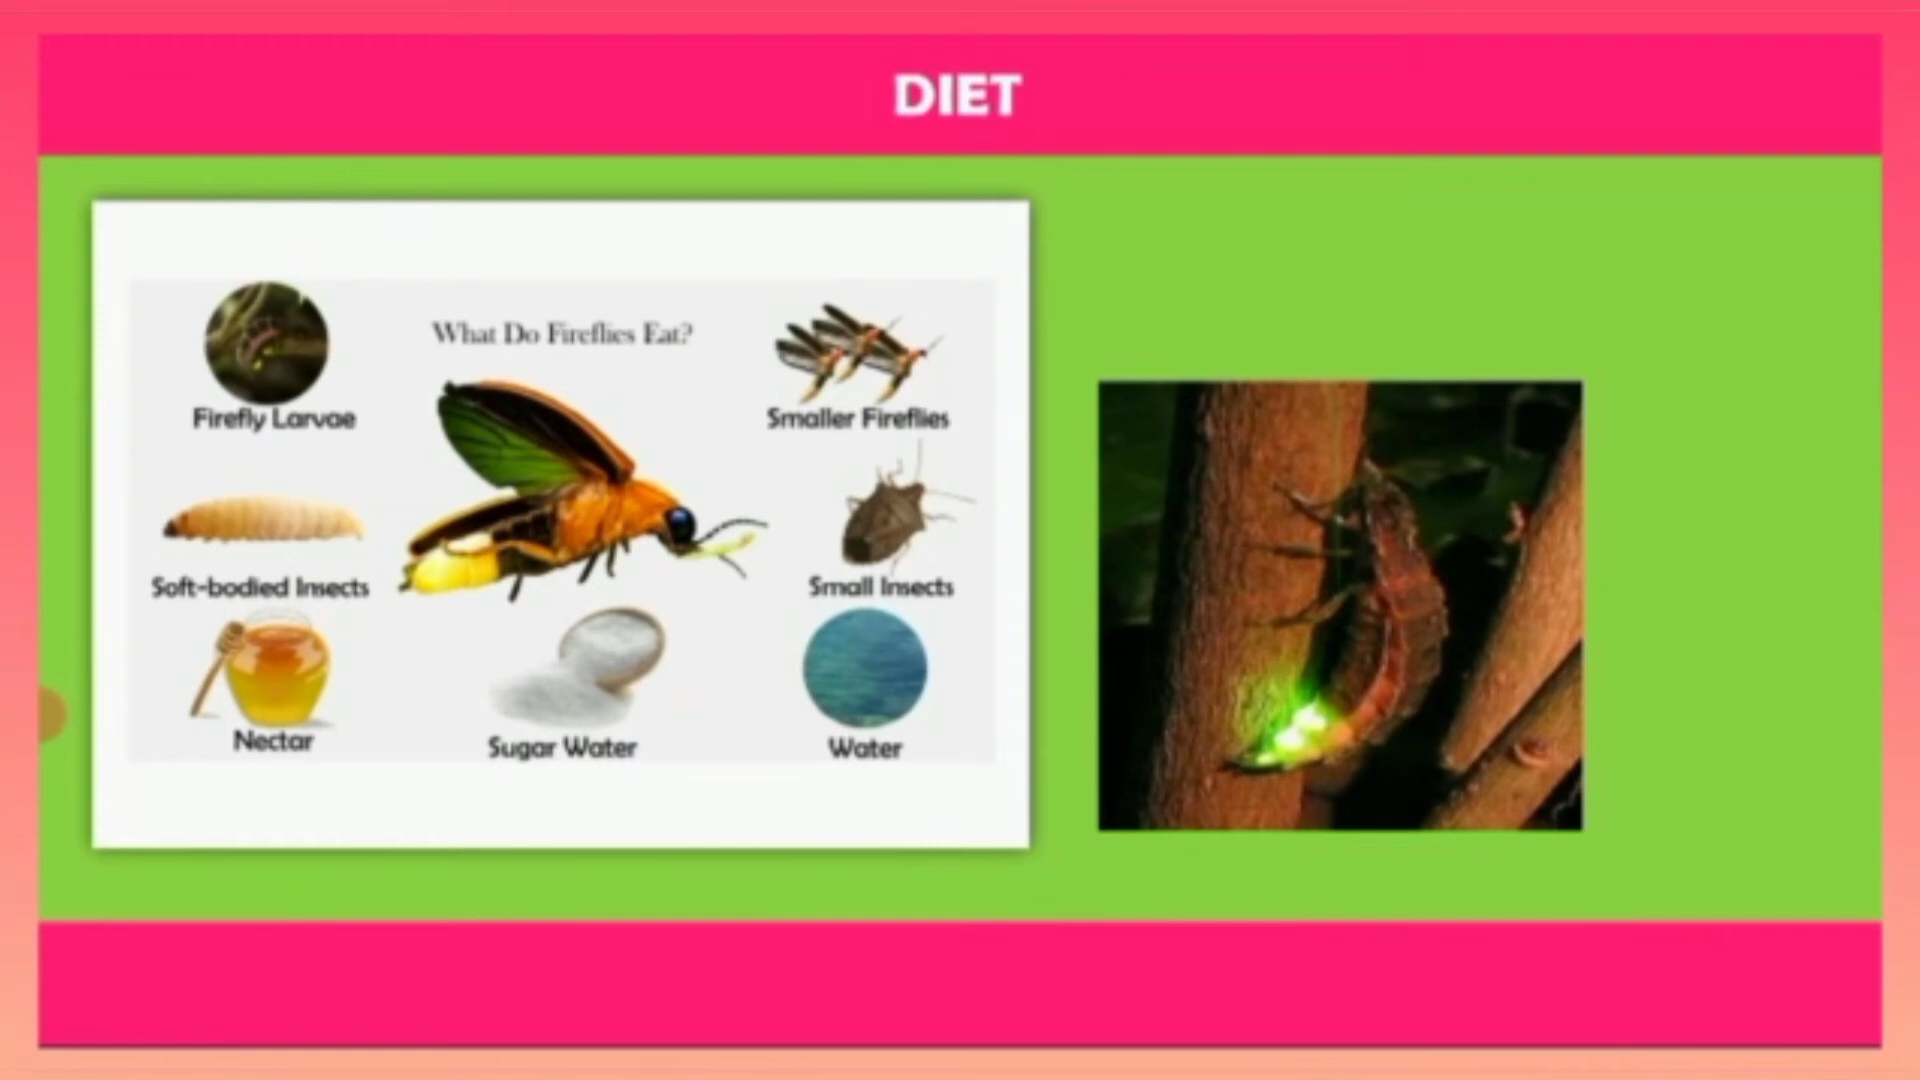 DIET
What Do Fireflies Eat?
Firefly Larvae
Smaller Fireflies
Soft-bodied Insects
Small Insects
Nectar
Sugar Water
Water